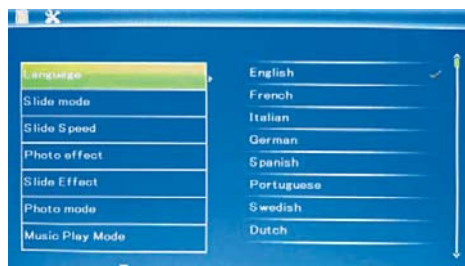 Language
Slide mode
Slide Speed
Photo effect
Slide Effect
Photo mode
Music Play Mode
English
French
Italian
German
Spanish
Portuguese
Swedish
Dutch